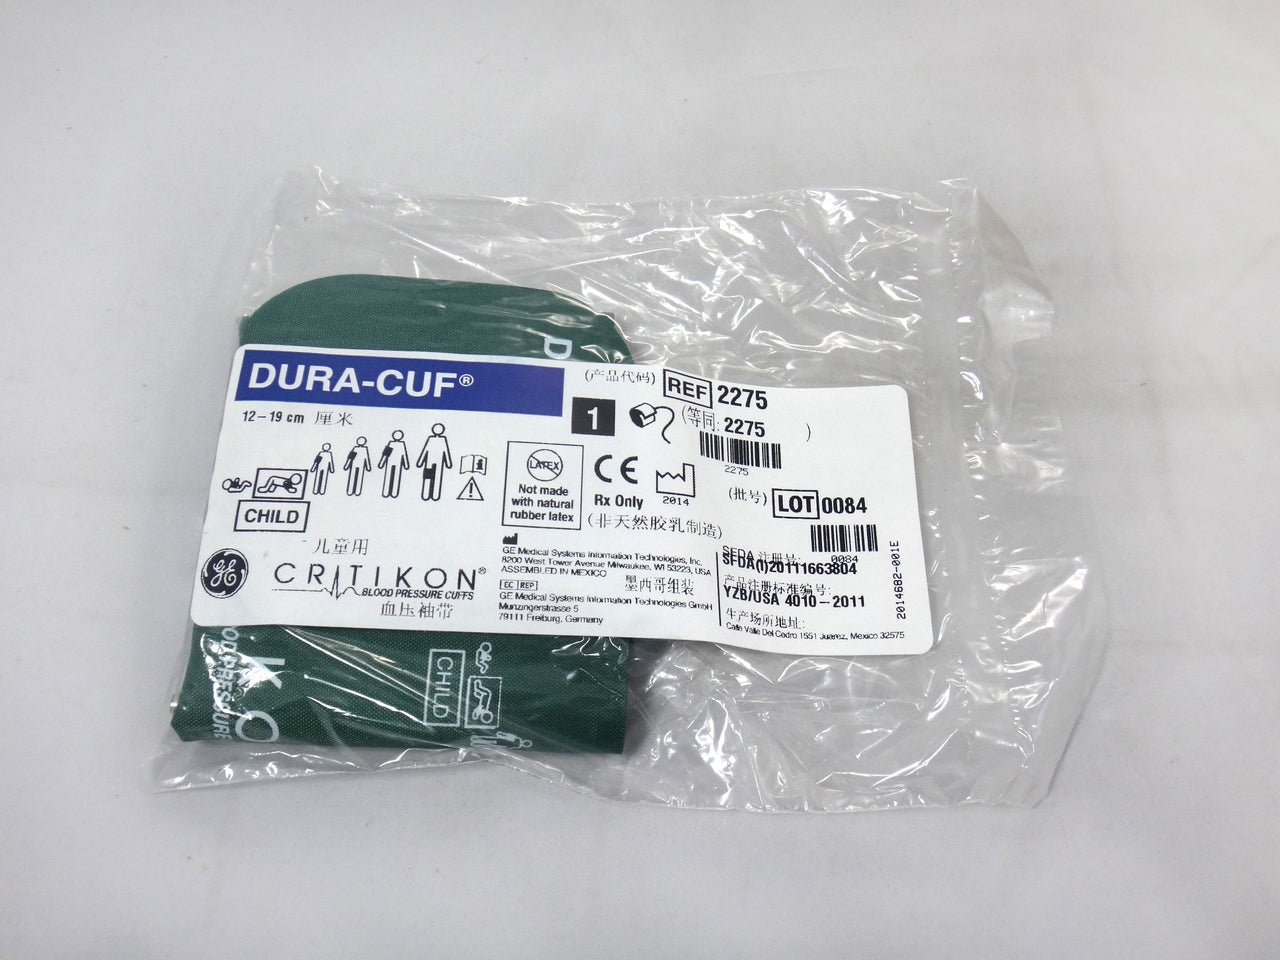 DURA-CUF®
12-19 cm 厘米
CHILD
儿童用
GE
CRITIKON®
BLOOD PRESSURE CUFFS
血压袖带
1
LATEX
Not made
with natural
rubber latex
CE
Rx Only
2014
(非天然胶乳制造)
GE Medical Systems Information Technologies, Inc.
8200 West Tower Avenue Milwaukee, WI 53223, USA
ASSEMBLED IN MEXICO
墨西哥组装
EC REP
GE Medical Systems Information Technologies GmbH
Munzingerstrasse 5
79111 Freiburg, Germany
(产品代码) REF 2275
(等同: 2275 )
2275
(批号) LOT 0084
0084
SFDA 注册号:
SFDA(I)20111663804
产品注册标准编号:
YZB/USA 4010-2011
生产场所地址:
Calle Valle Del Cedro 1551 Juarez, Mexico 32575
2014682-001E
D
CHILD